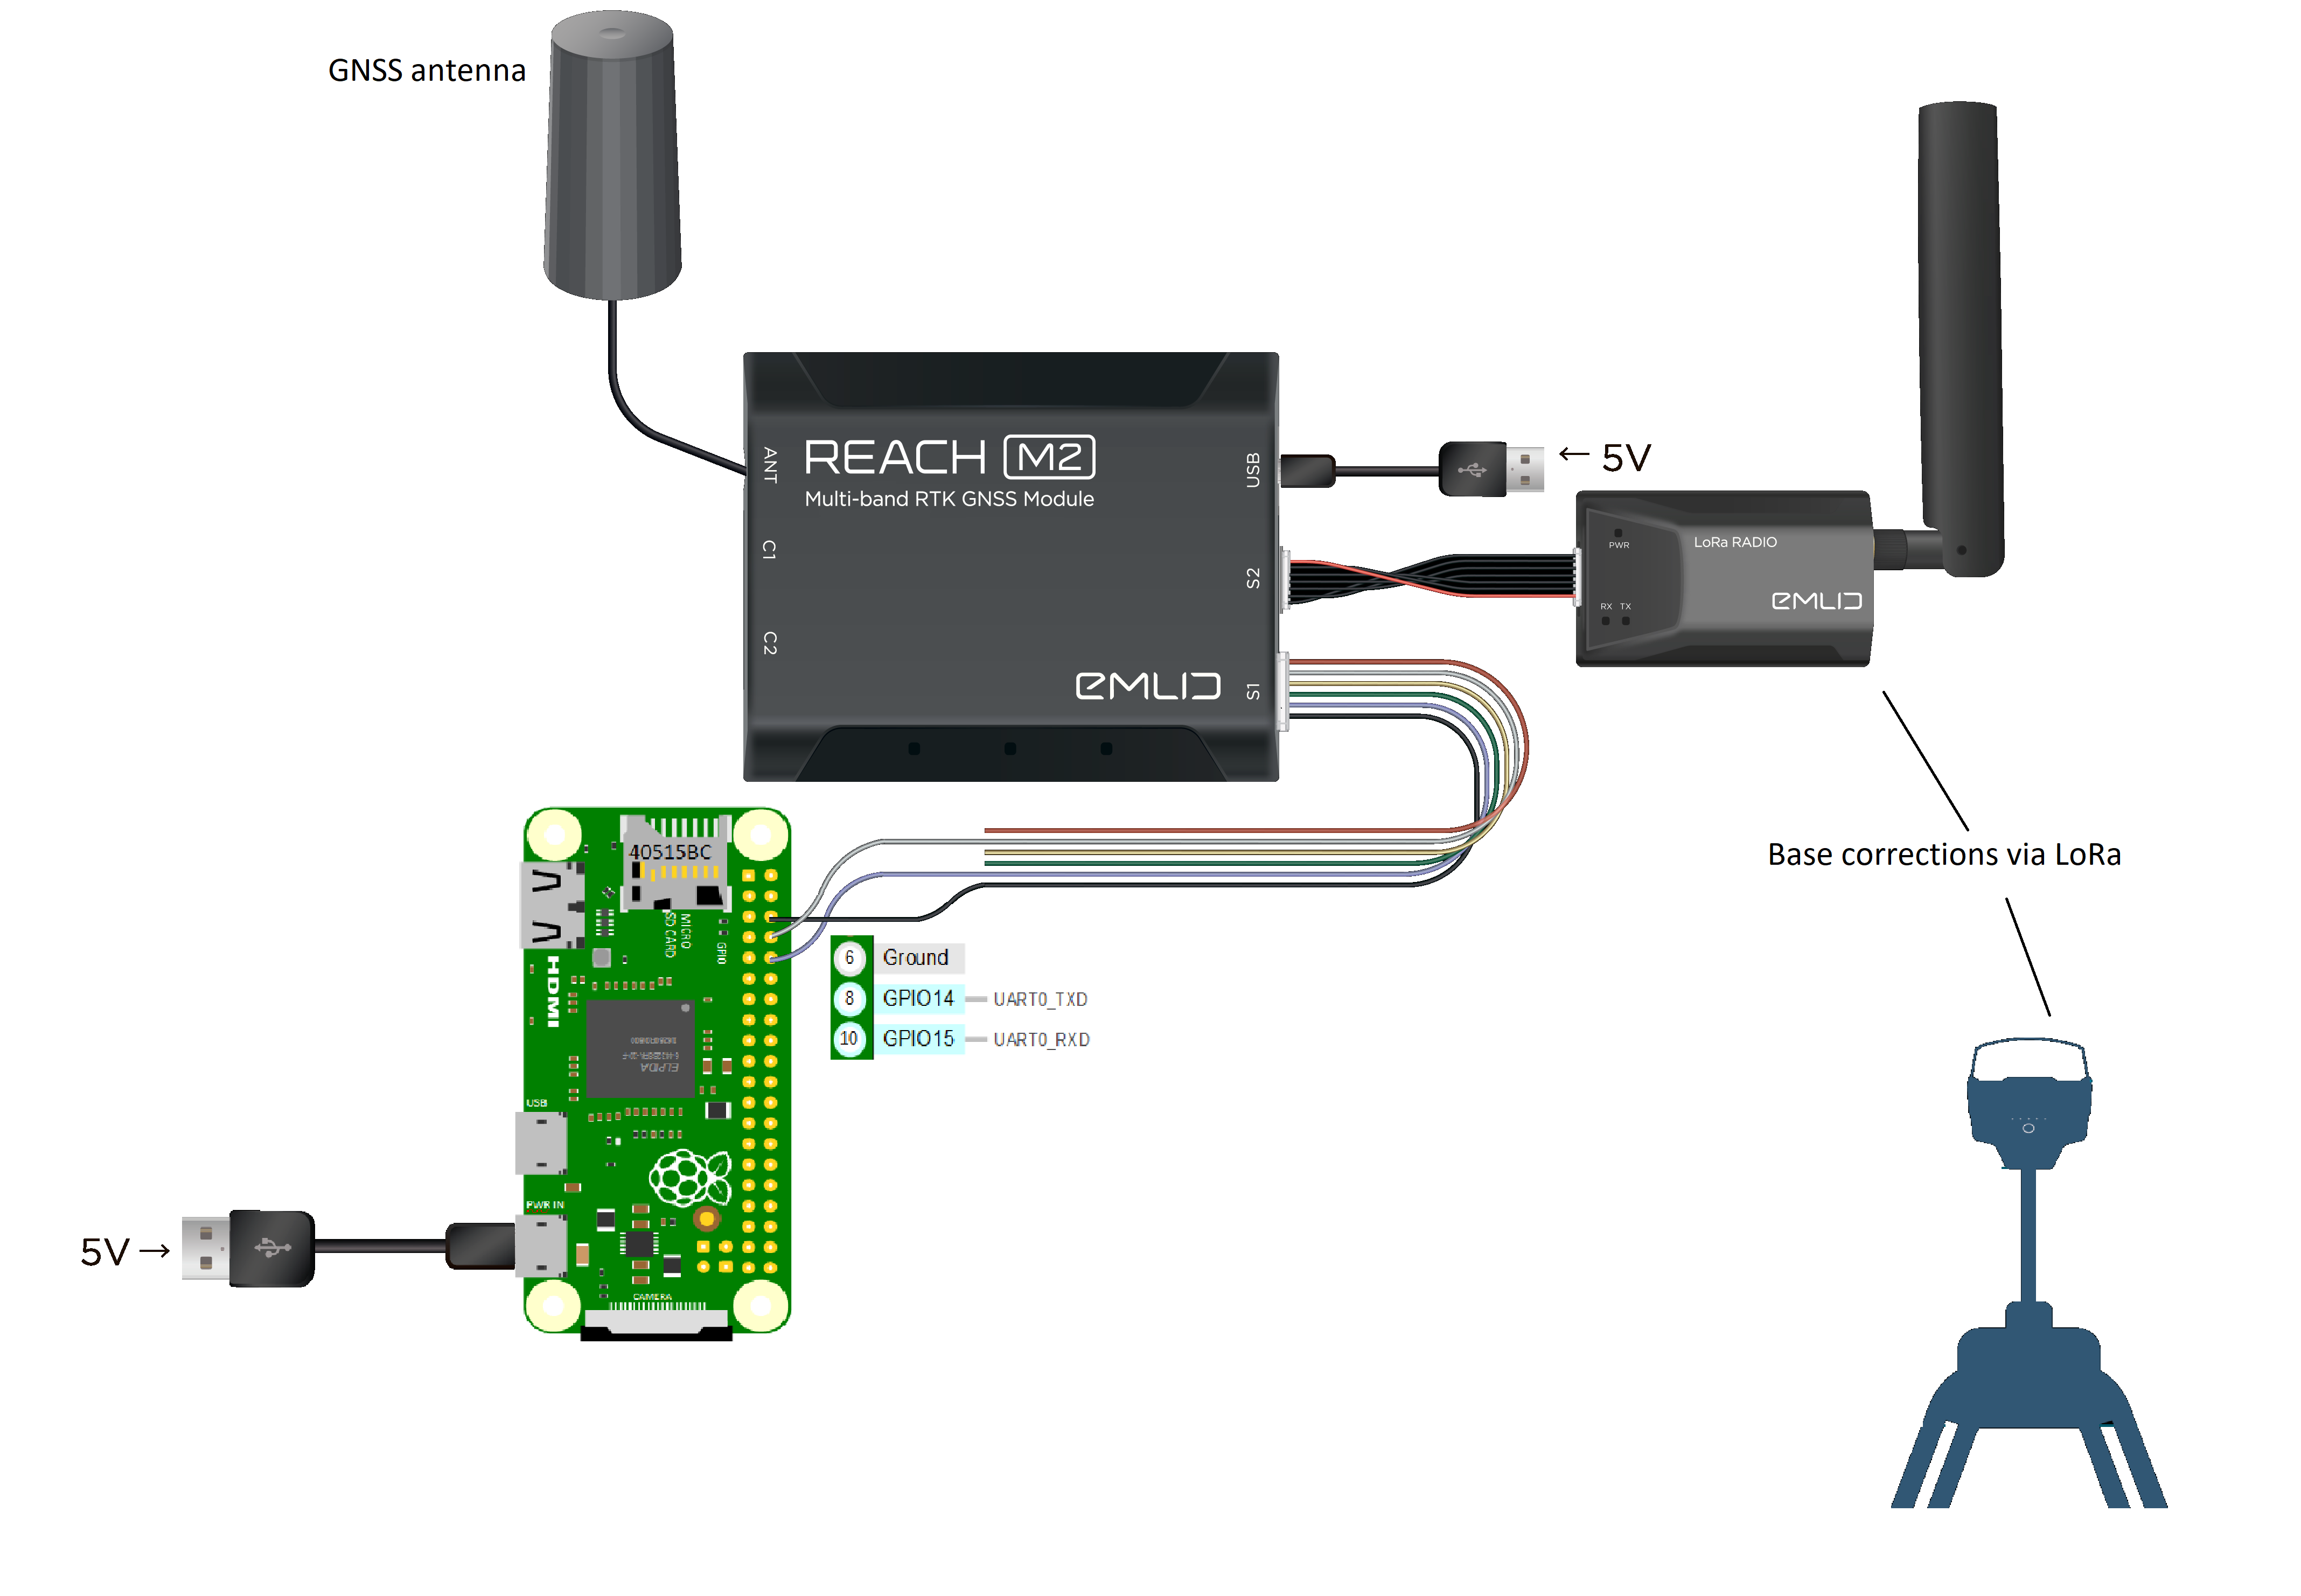 GNSS antenna
ANT
REACH M2
Multi-band RTK GNSS Module
USB
← 5V
C1
C2
S2
S1
EMLID
PWR
LoRa RADIO
RX TX
EMLID
Base corrections via LoRa
40515BC
MICRO
SD CARD
GPIO
HDMI
6 Ground
8 GPIO14 UART0_TXD
10 GPIO15 UART0_RXD
ELPIDA
USB
PWR IN
5V →
CAMERA